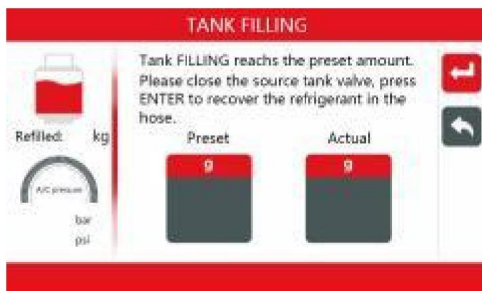 TANK FILLING
Tank FILLING reachs the preset amount.
Please close the source tank valve, press
ENTER to recover the refrigerant in the
hose.
Refilled: kg
Preset Actual
g g
A/C pressure
bar
psi